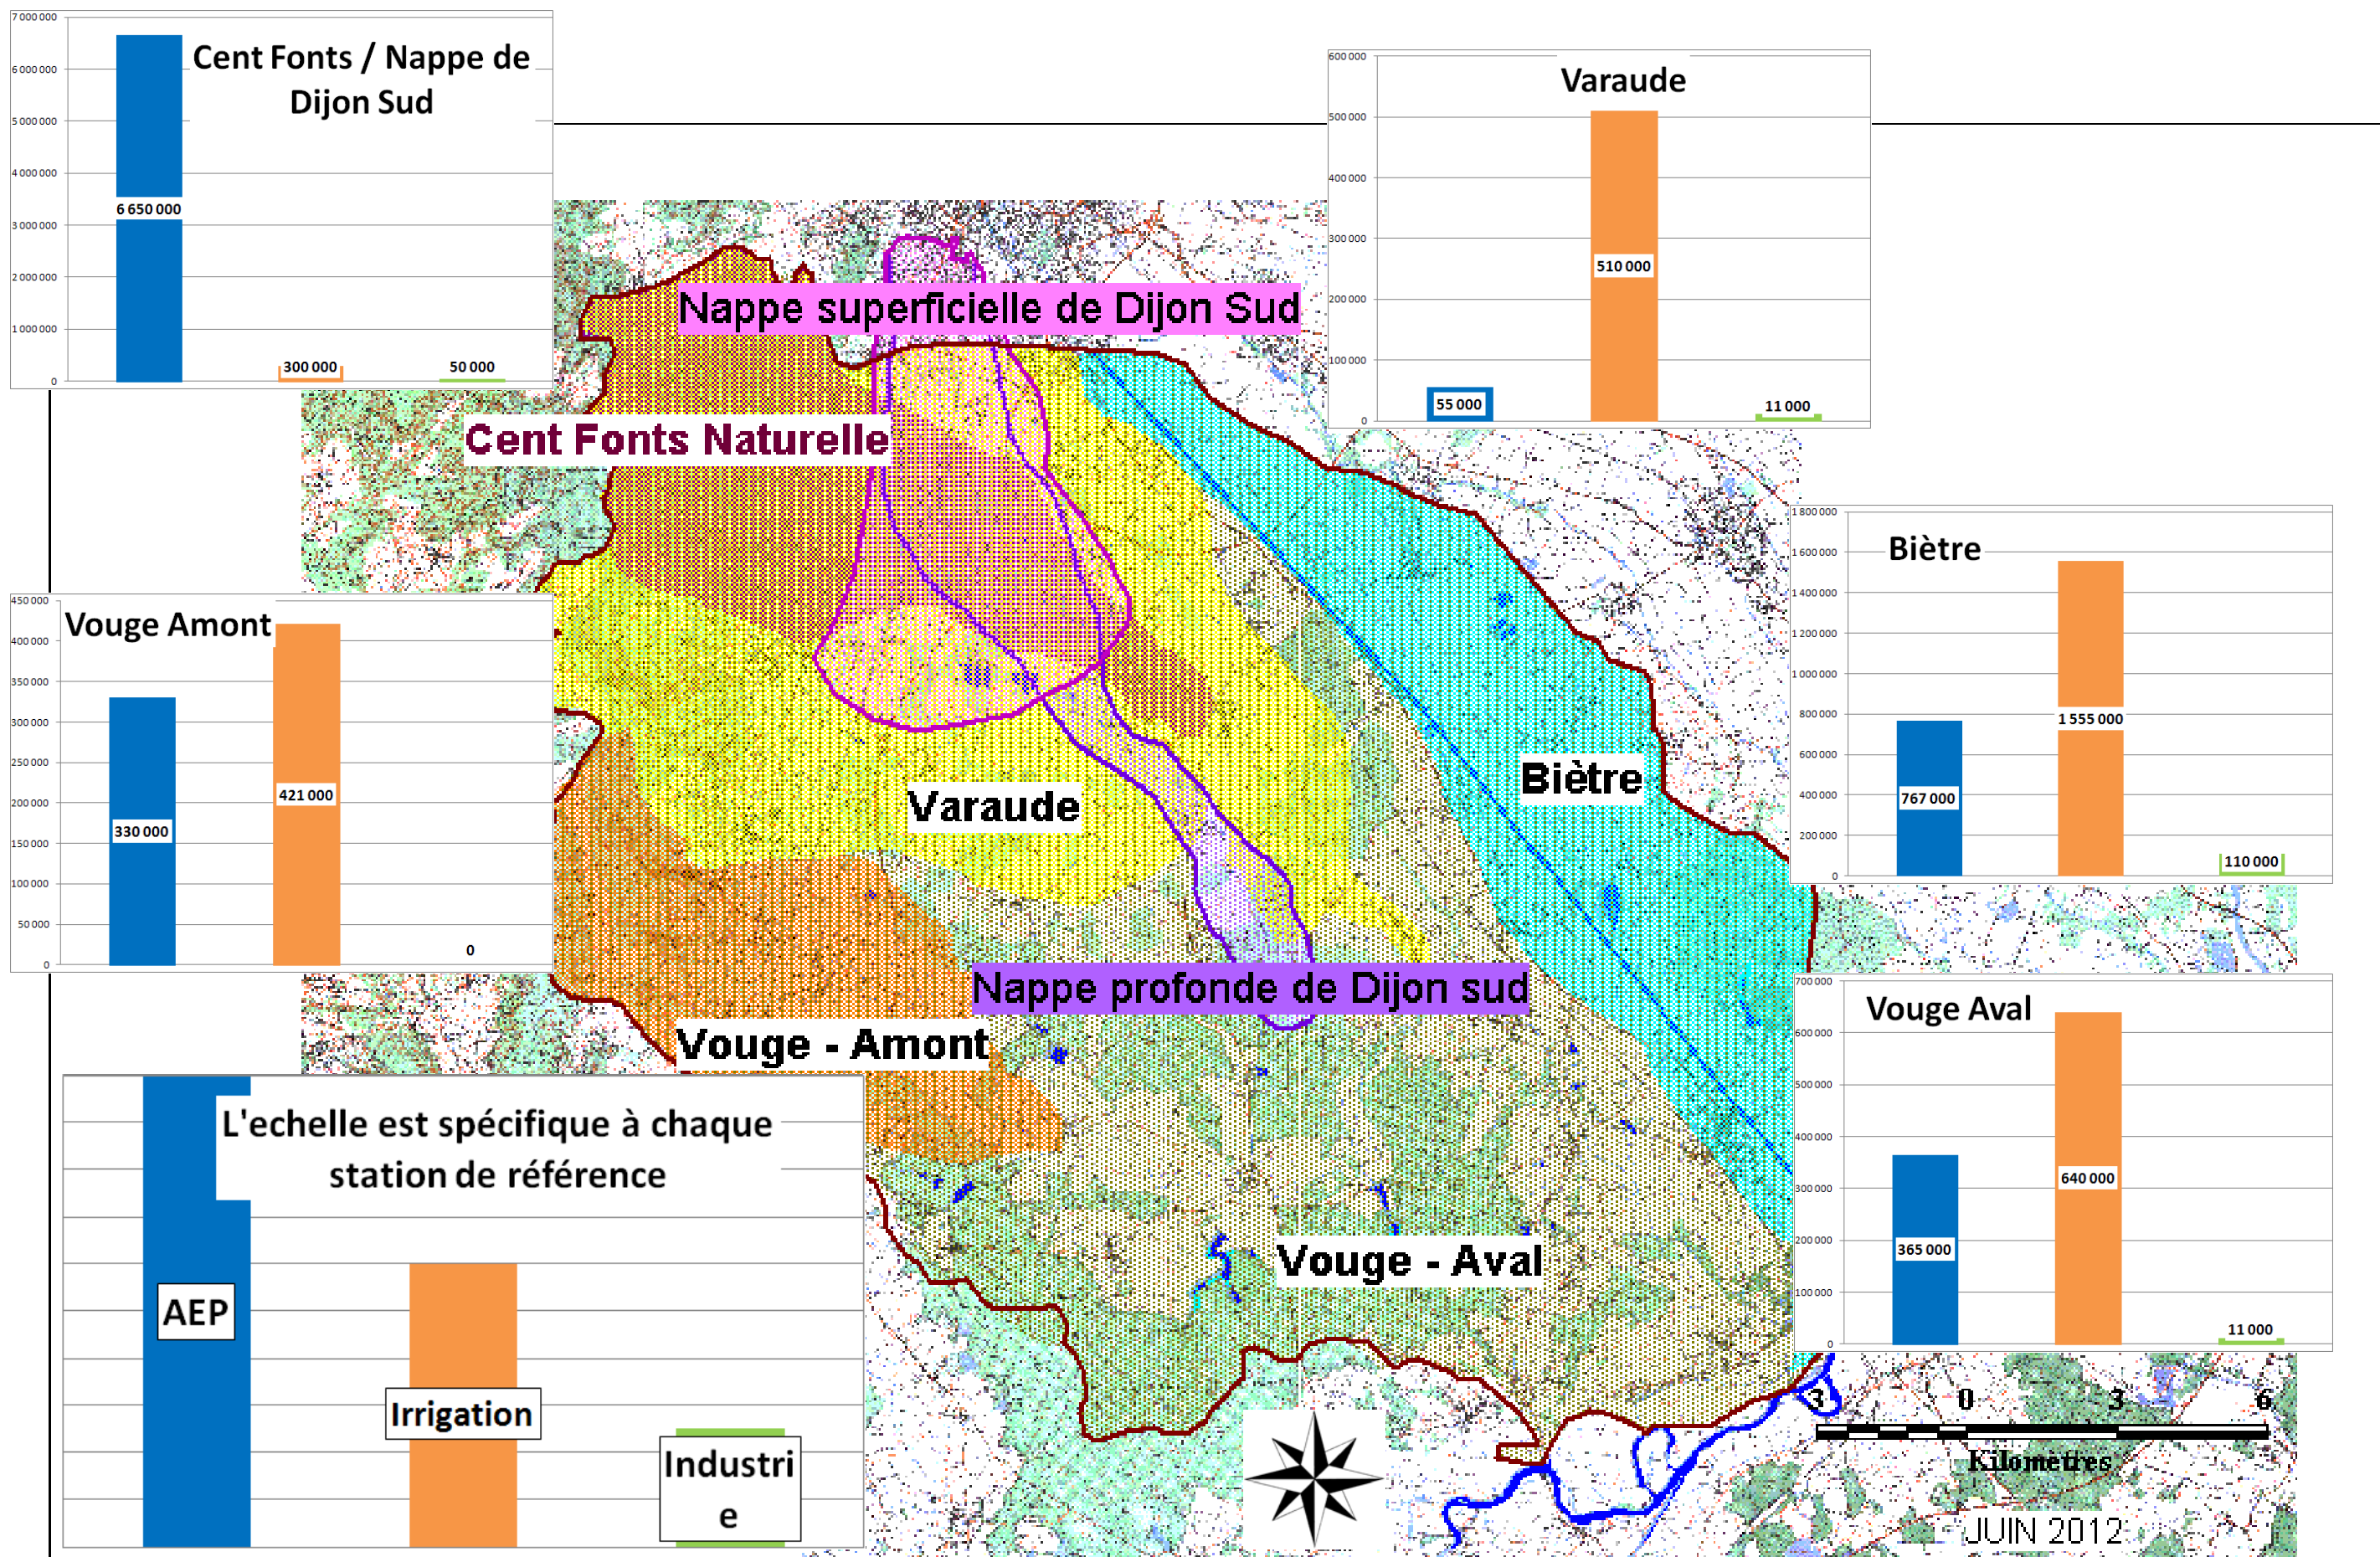 7 000 000
6 000 000
5 000 000
4 000 000
3 000 000
2 000 000
1 000 000
0
Cent Fonts / Nappe de
Dijon Sud
6 650 000
300 000
50 000
600 000
500 000
400 000
300 000
200 000
100 000
0
Varaude
55 000
510 000
11 000
Nappe superficielle de Dijon Sud
Cent Fonts Naturelle
450 000
400 000
350 000
300 000
250 000
200 000
150 000
100 000
50 000
0
Vouge Amont
330 000
421 000
0
1 800 000
1 600 000
1 400 000
1 200 000
1 000 000
800 000
600 000
400 000
200 000
0
Biètre
767 000
1 555 000
110 000
Varaude
Biètre
Nappe profonde de Dijon sud
Vouge - Amont
700 000
600 000
500 000
400 000
300 000
200 000
100 000
0
Vouge Aval
365 000
640 000
11 000
L'echelle est spécifique à chaque
station de référence
AEP
Irrigation
Industri
e
Vouge - Aval
3 0 3 6
Kilometres
JUIN 2012